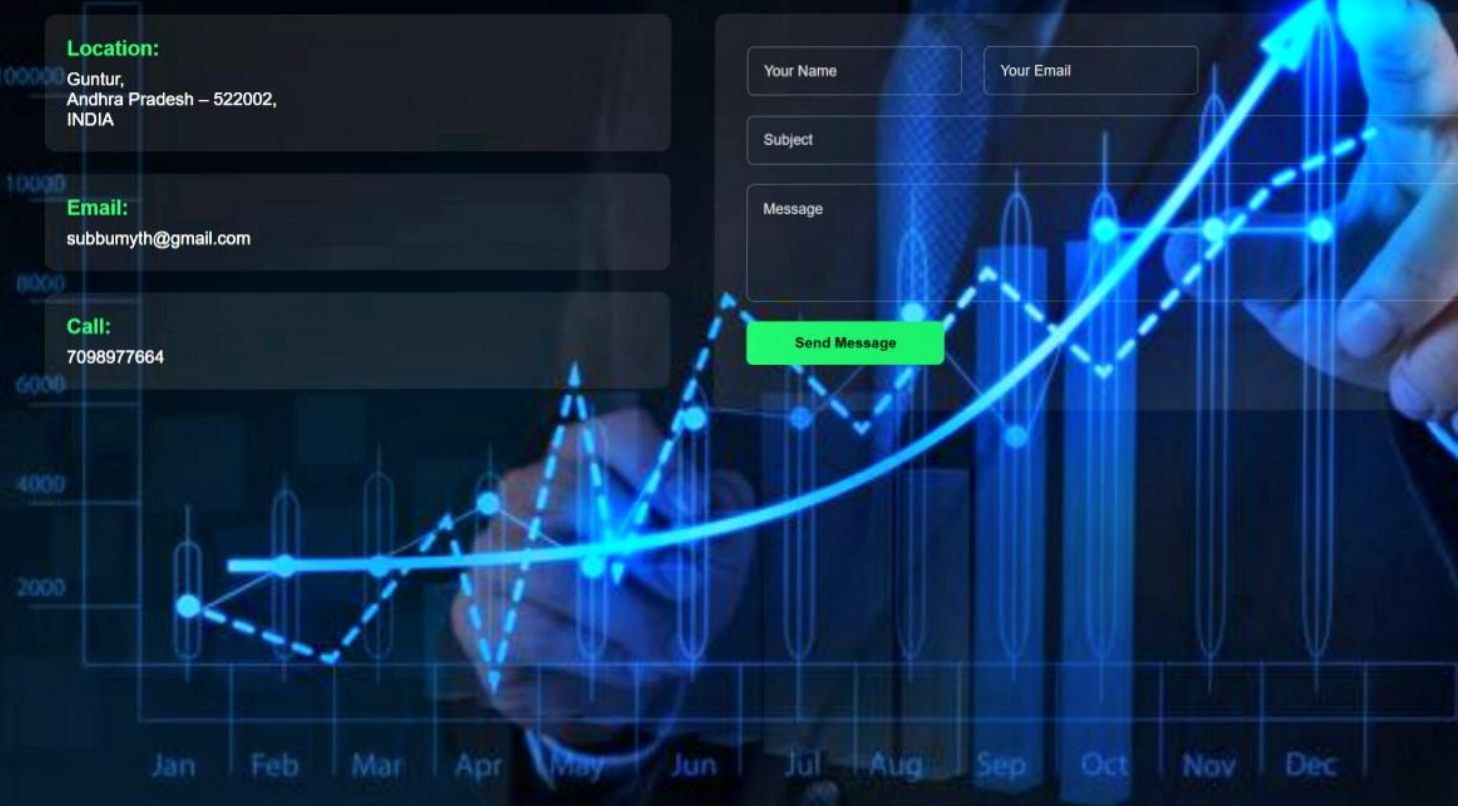 Location:
Guntur,
Andhra Pradesh – 522002,
INDIA
Email:
subbumyth@gmail.com
Call:
7098977664
Your Name
Your Email
Subject
Message
Send Message
100000
10000
8000
6000
4000
2000
Jan Feb Mar Apr May Jun Jul Aug Sep Oct Nov Dec